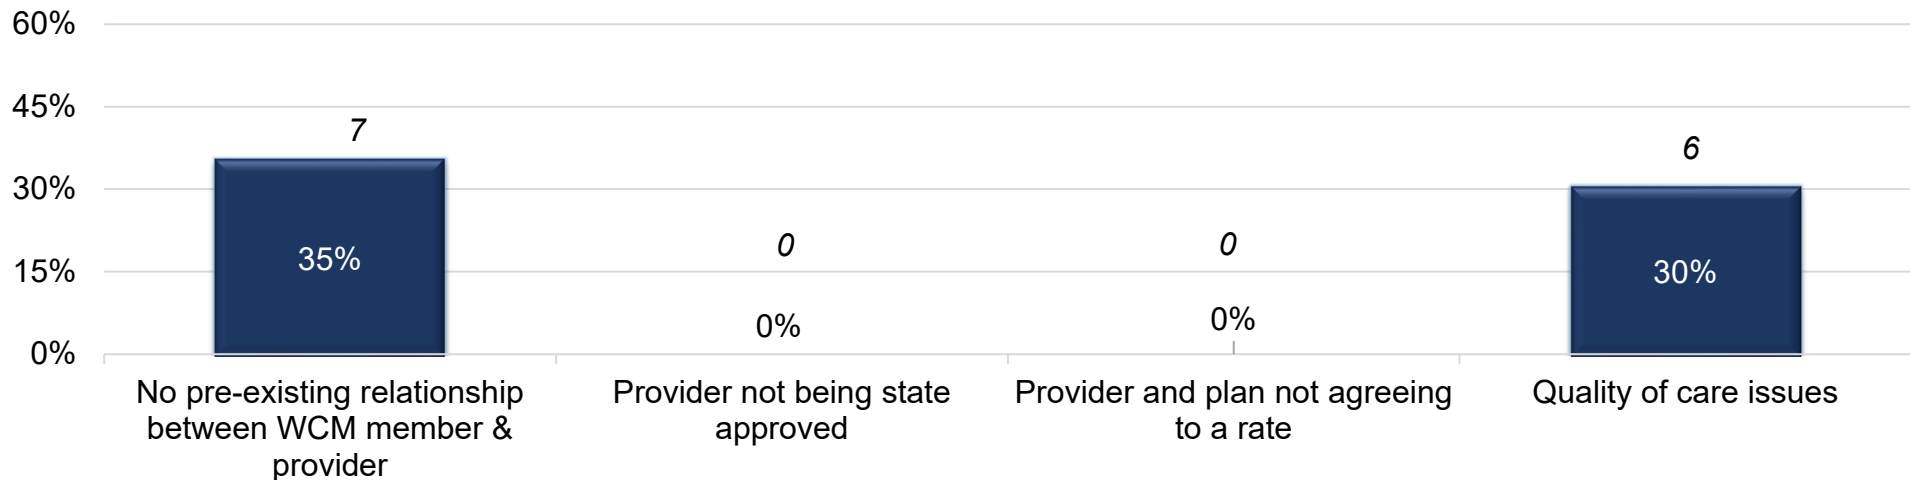 60%
45%
30%
15%
0%
7
0
0
6
35%
0%
0%
30%
No pre-existing relationship
between WCM member &
provider
Provider not being state
approved
Provider and plan not agreeing
to a rate
Quality of care issues